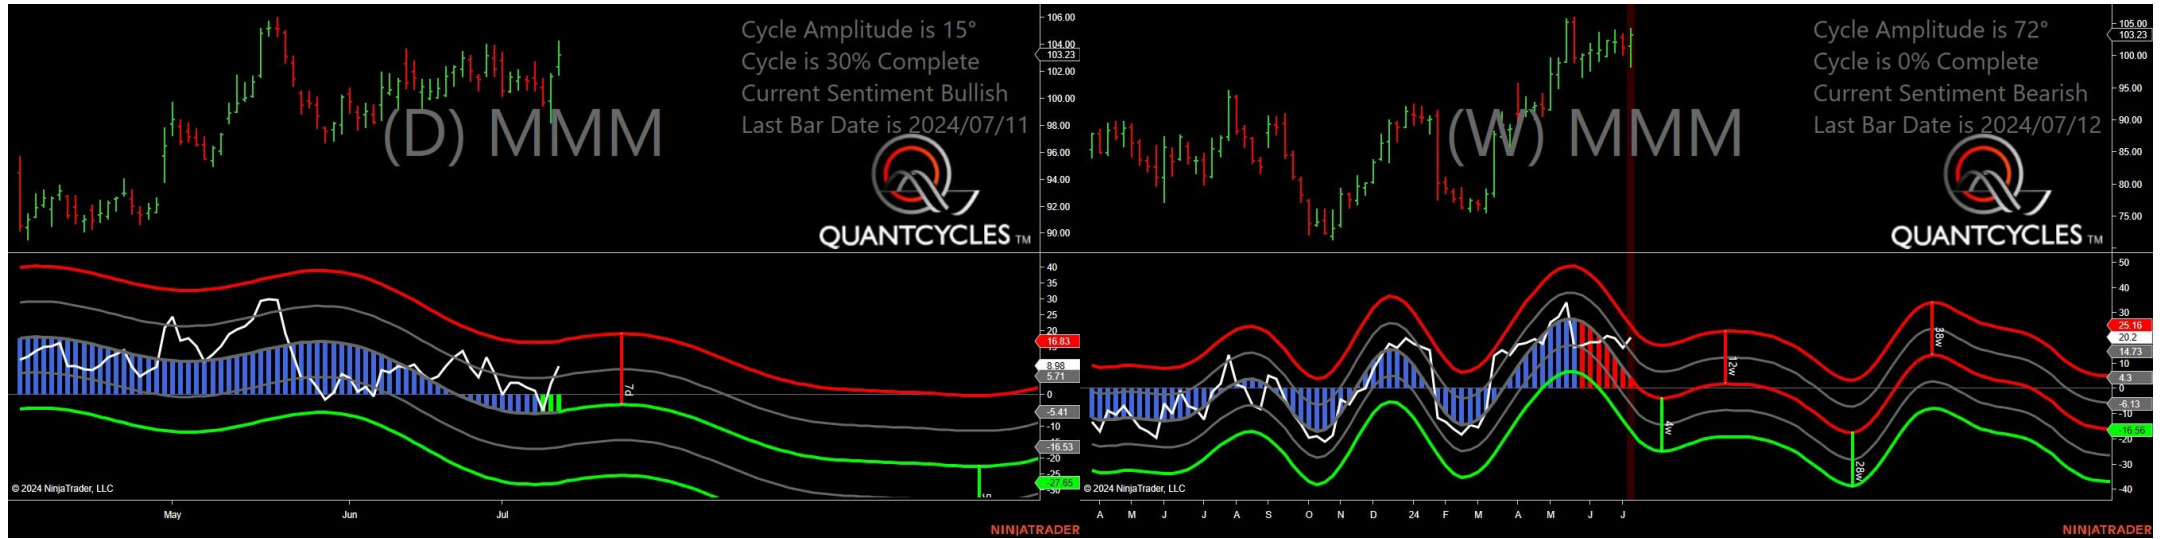 Cycle Amplitude is 15°
Cycle is 30% Complete
Current Sentiment Bullish
Last Bar Date is 2024/07/11
(D) MMM
QUANTCYCLES TM
106.00
104.00
103.23
102.00
100.00
98.00
96.00
94.00
92.00
90.00
40
35
30
25
20
16.83
8.98
5.71
0
-5.41
-10
-16.53
-20
-25
-27.65
-30
7d
© 2024 NinjaTrader, LLC
May
Jun
Jul
NINJATRADER
Cycle Amplitude is 72°
Cycle is 0% Complete
Current Sentiment Bearish
Last Bar Date is 2024/07/12
(W) MMM
QUANTCYCLES TM
105.00
103.23
100.00
95.00
90.00
85.00
80.00
75.00
50
40
30
25.16
20.2
14.73
10
4.3
0
-6.13
-10
-16.56
-20
-30
-40
4w
12w
28w
38w
© 2024 NinjaTrader, LLC
A M J J A S O N D 24 F M A M J J
NINJATRADER